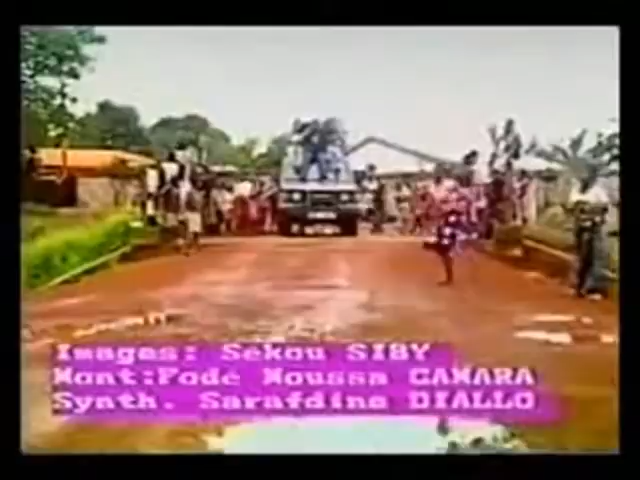 Images: Sékou SIBY
Mont:Fodé Moussa CAMARA
Synth. Sarafdine DIALLO